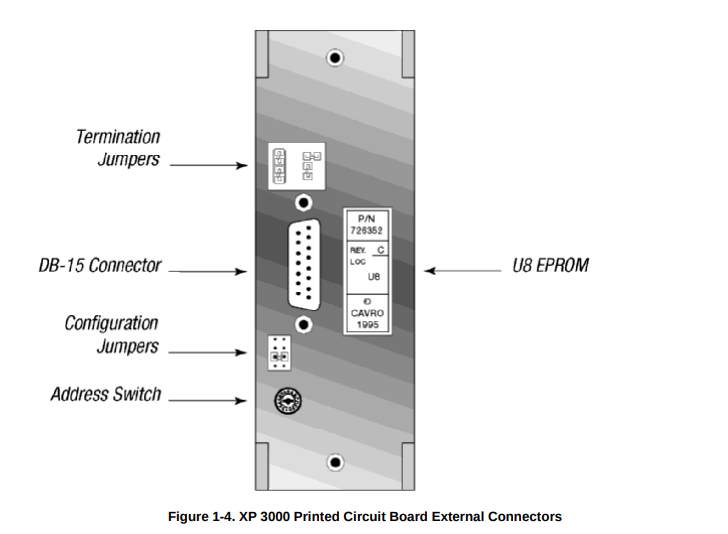 Termination
Jumpers
P/N
726352
REV. C
LOC
U8
©
CAVRO
1995
DB-15 Connector
U8 EPROM
Configuration
Jumpers
Address Switch
Figure 1-4. XP 3000 Printed Circuit Board External Connectors